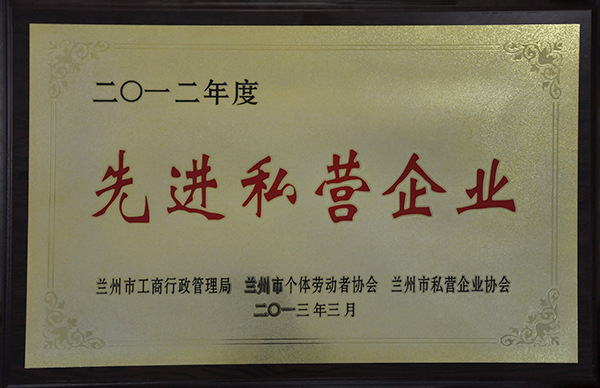 二〇一二年度
先进私营企业
兰州市工商行政管理局 兰州市个体劳动者协会 兰州市私营企业协会
二〇一三年三月